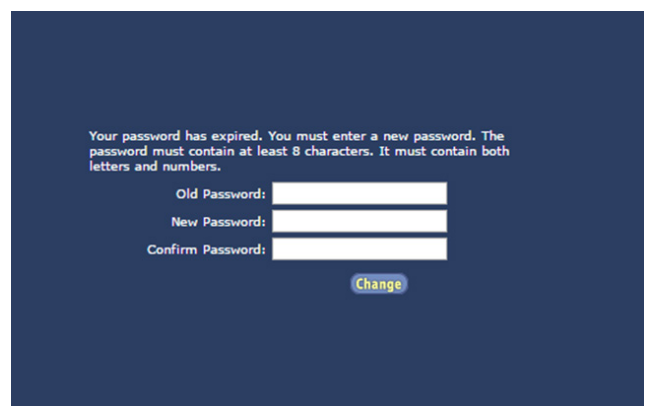 Your password has expired. You must enter a new password. The
password must contain at least 8 characters. It must contain both
letters and numbers.
Old Password:
New Password:
Confirm Password:
Change